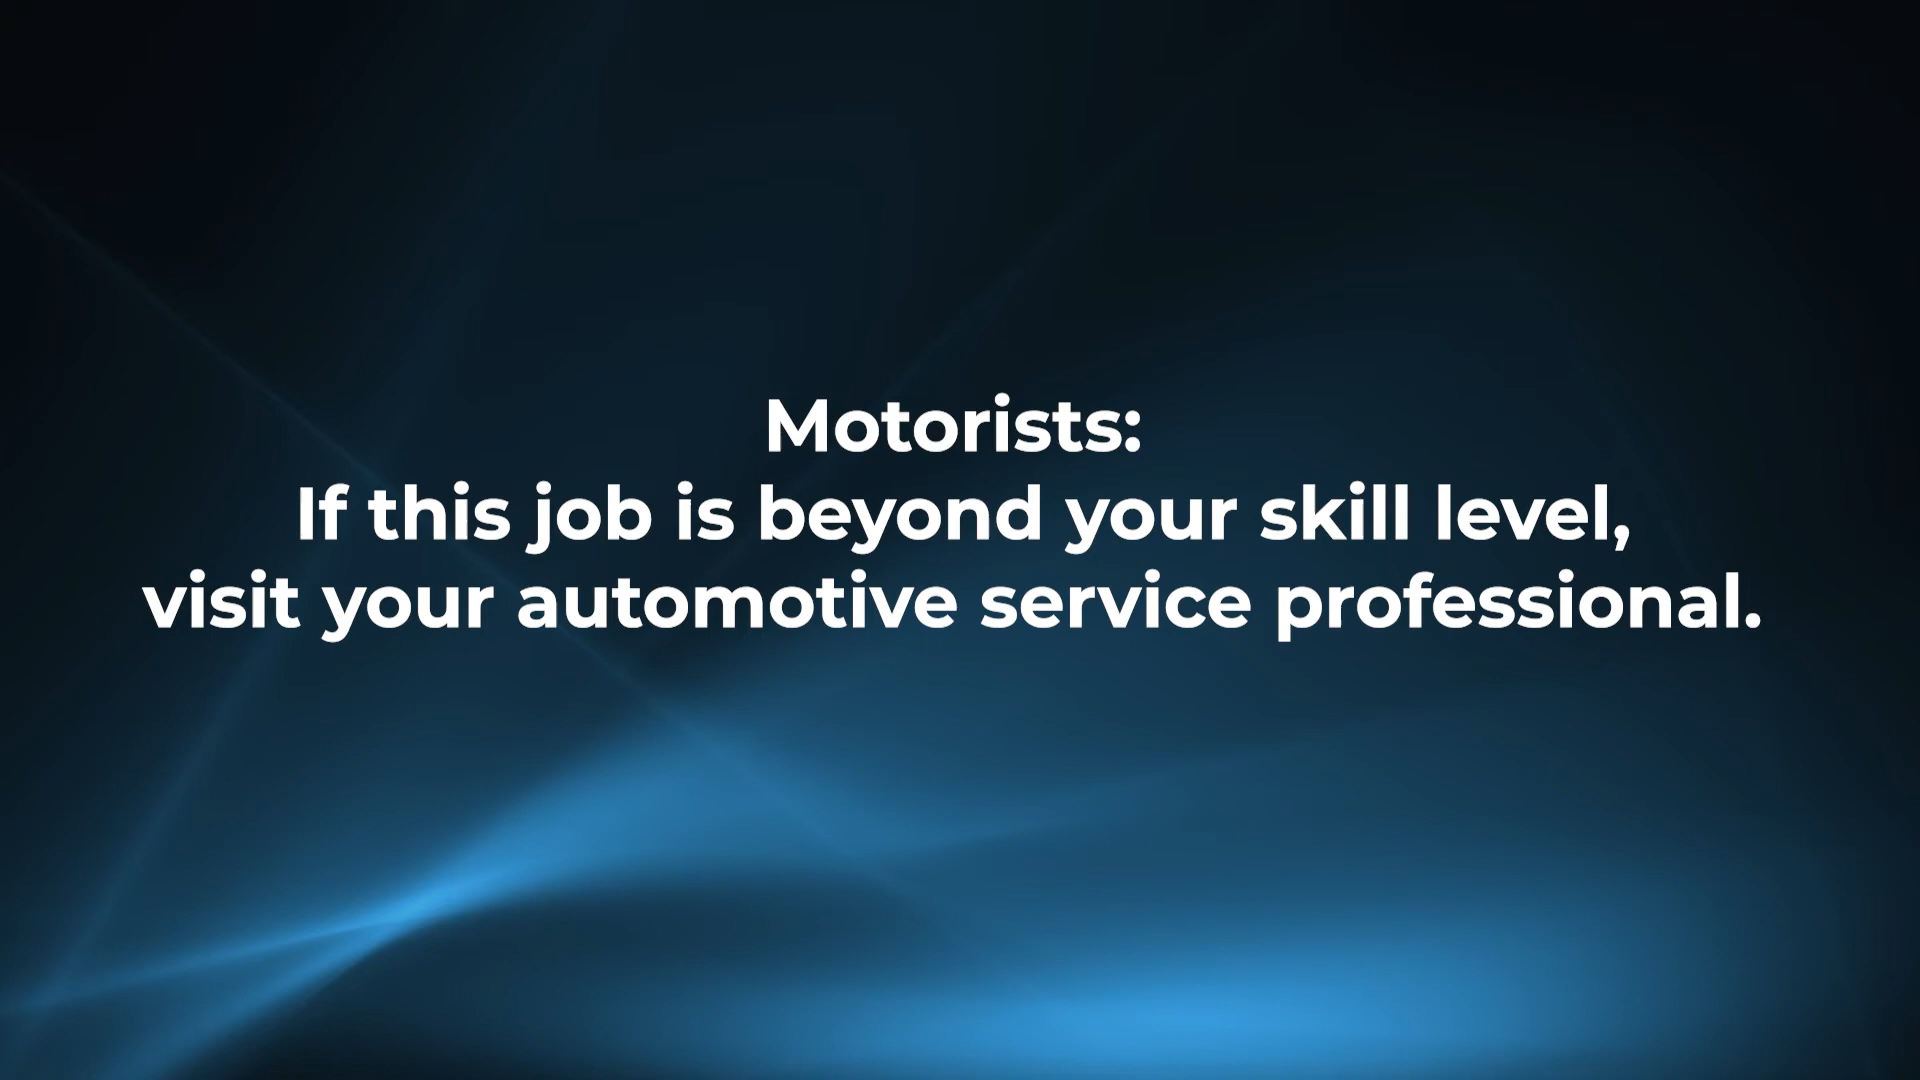 Motorists:
If this job is beyond your skill level,
visit your automotive service professional.